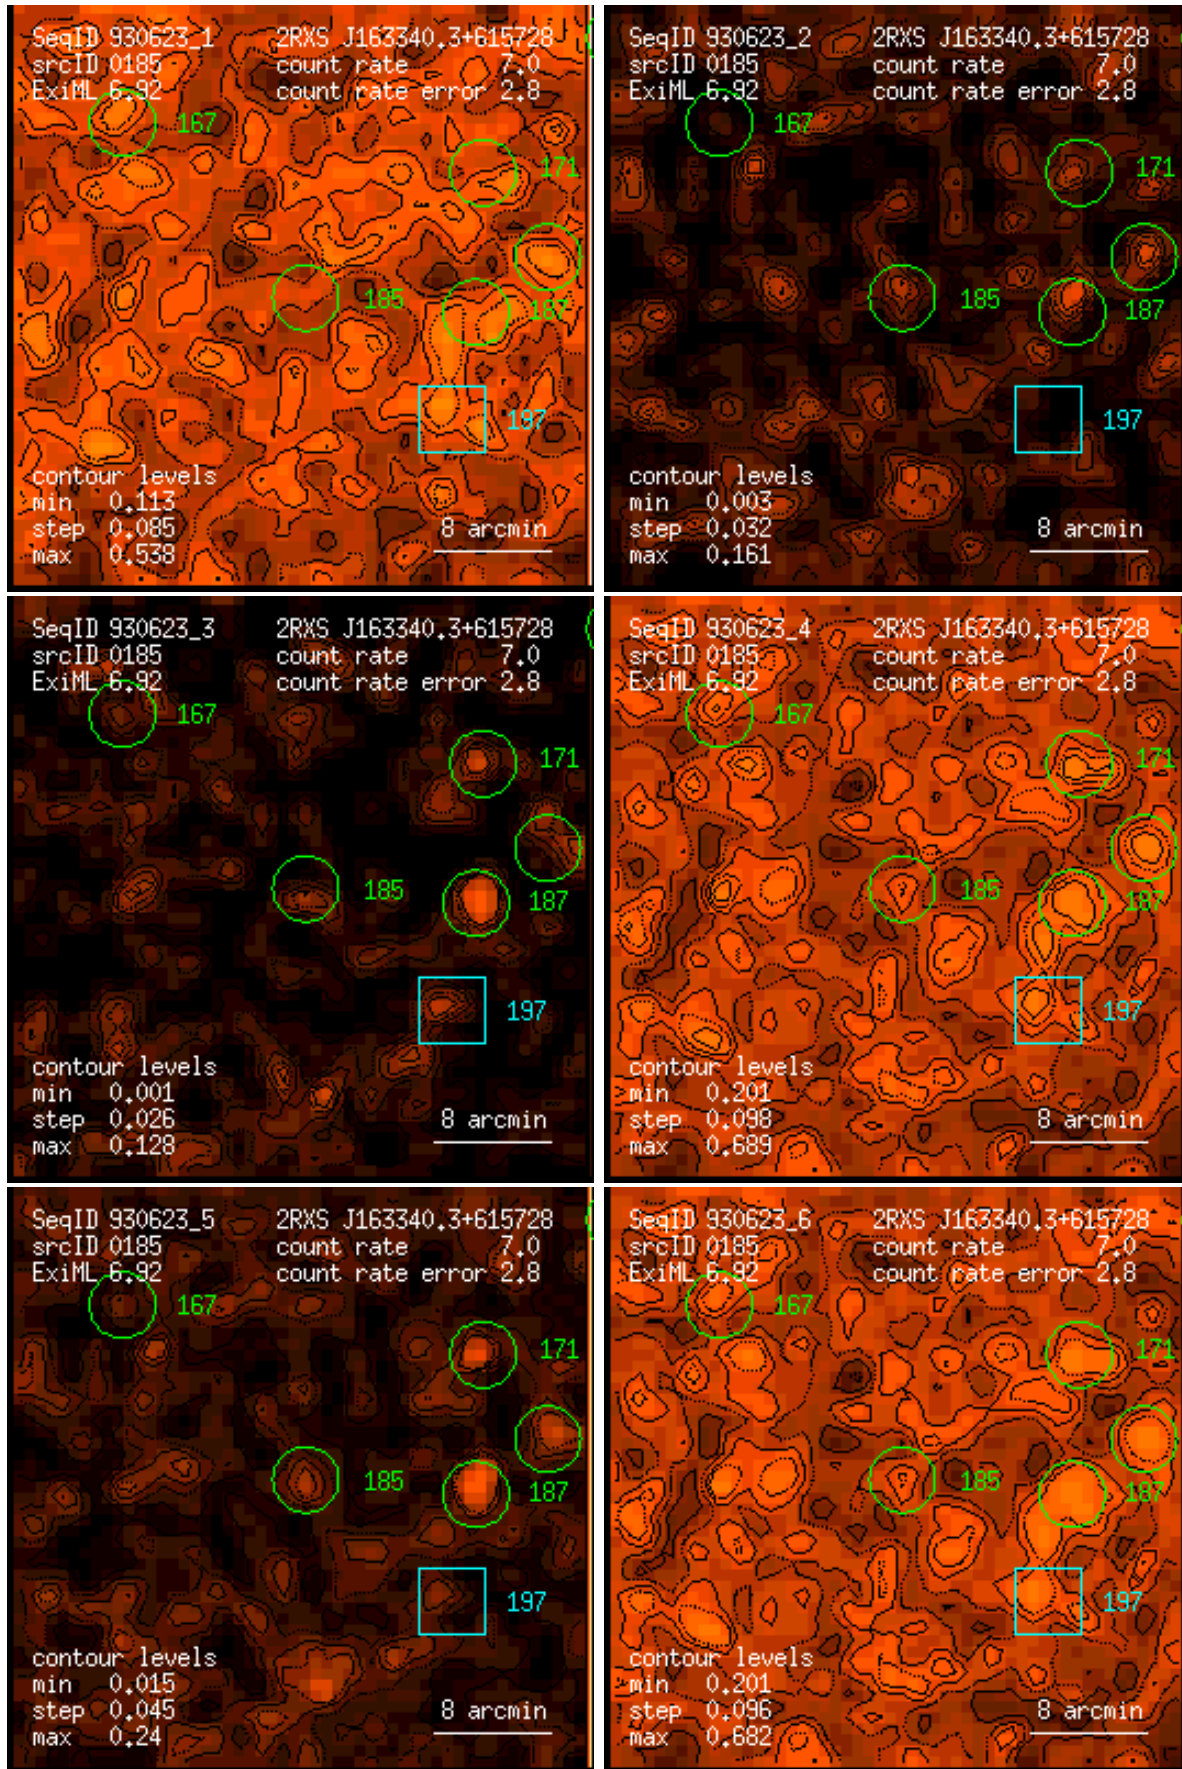 SeqID 930623_1 2RXS J163340.3+615728
srcID 0185 count rate 7.0
ExiML 6.92 count rate error 2.8
167
171
185
187
197
contour levels
min 0.113
step 0.085
max 0.538
8 arcmin
SeqID 930623_2 2RXS J163340.3+615728
srcID 0185 count rate 7.0
ExiML 6.92 count rate error 2.8
167
171
185
187
197
contour levels
min 0.003
step 0.032
max 0.161
8 arcmin
SeqID 930623_3 2RXS J163340.3+615728
srcID 0185 count rate 7.0
ExiML 6.92 count rate error 2.8
167
171
185
187
197
contour levels
min 0.001
step 0.026
max 0.128
8 arcmin
SeqID 930623_4 2RXS J163340.3+615728
srcID 0185 count rate 7.0
ExiML 6.92 count rate error 2.8
167
171
185
187
197
contour levels
min 0.201
step 0.098
max 0.689
8 arcmin
SeqID 930623_5 2RXS J163340.3+615728
srcID 0185 count rate 7.0
ExiML 6.92 count rate error 2.8
167
171
185
187
197
contour levels
min 0.015
step 0.045
max 0.24
8 arcmin
SeqID 930623_6 2RXS J163340.3+615728
srcID 0185 count rate 7.0
ExiML 6.92 count rate error 2.8
167
171
185
187
197
contour levels
min 0.201
step 0.096
max 0.682
8 arcmin